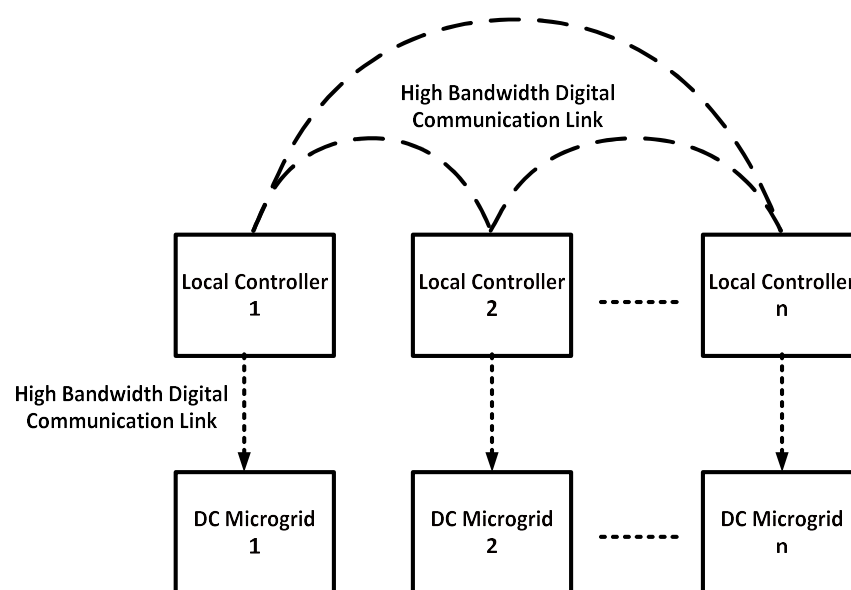 High Bandwidth Digital
Communication Link
Local Controller
1
Local Controller
2
Local Controller
n
High Bandwidth Digital
Communication Link
DC Microgrid
1
DC Microgrid
2
DC Microgrid
n